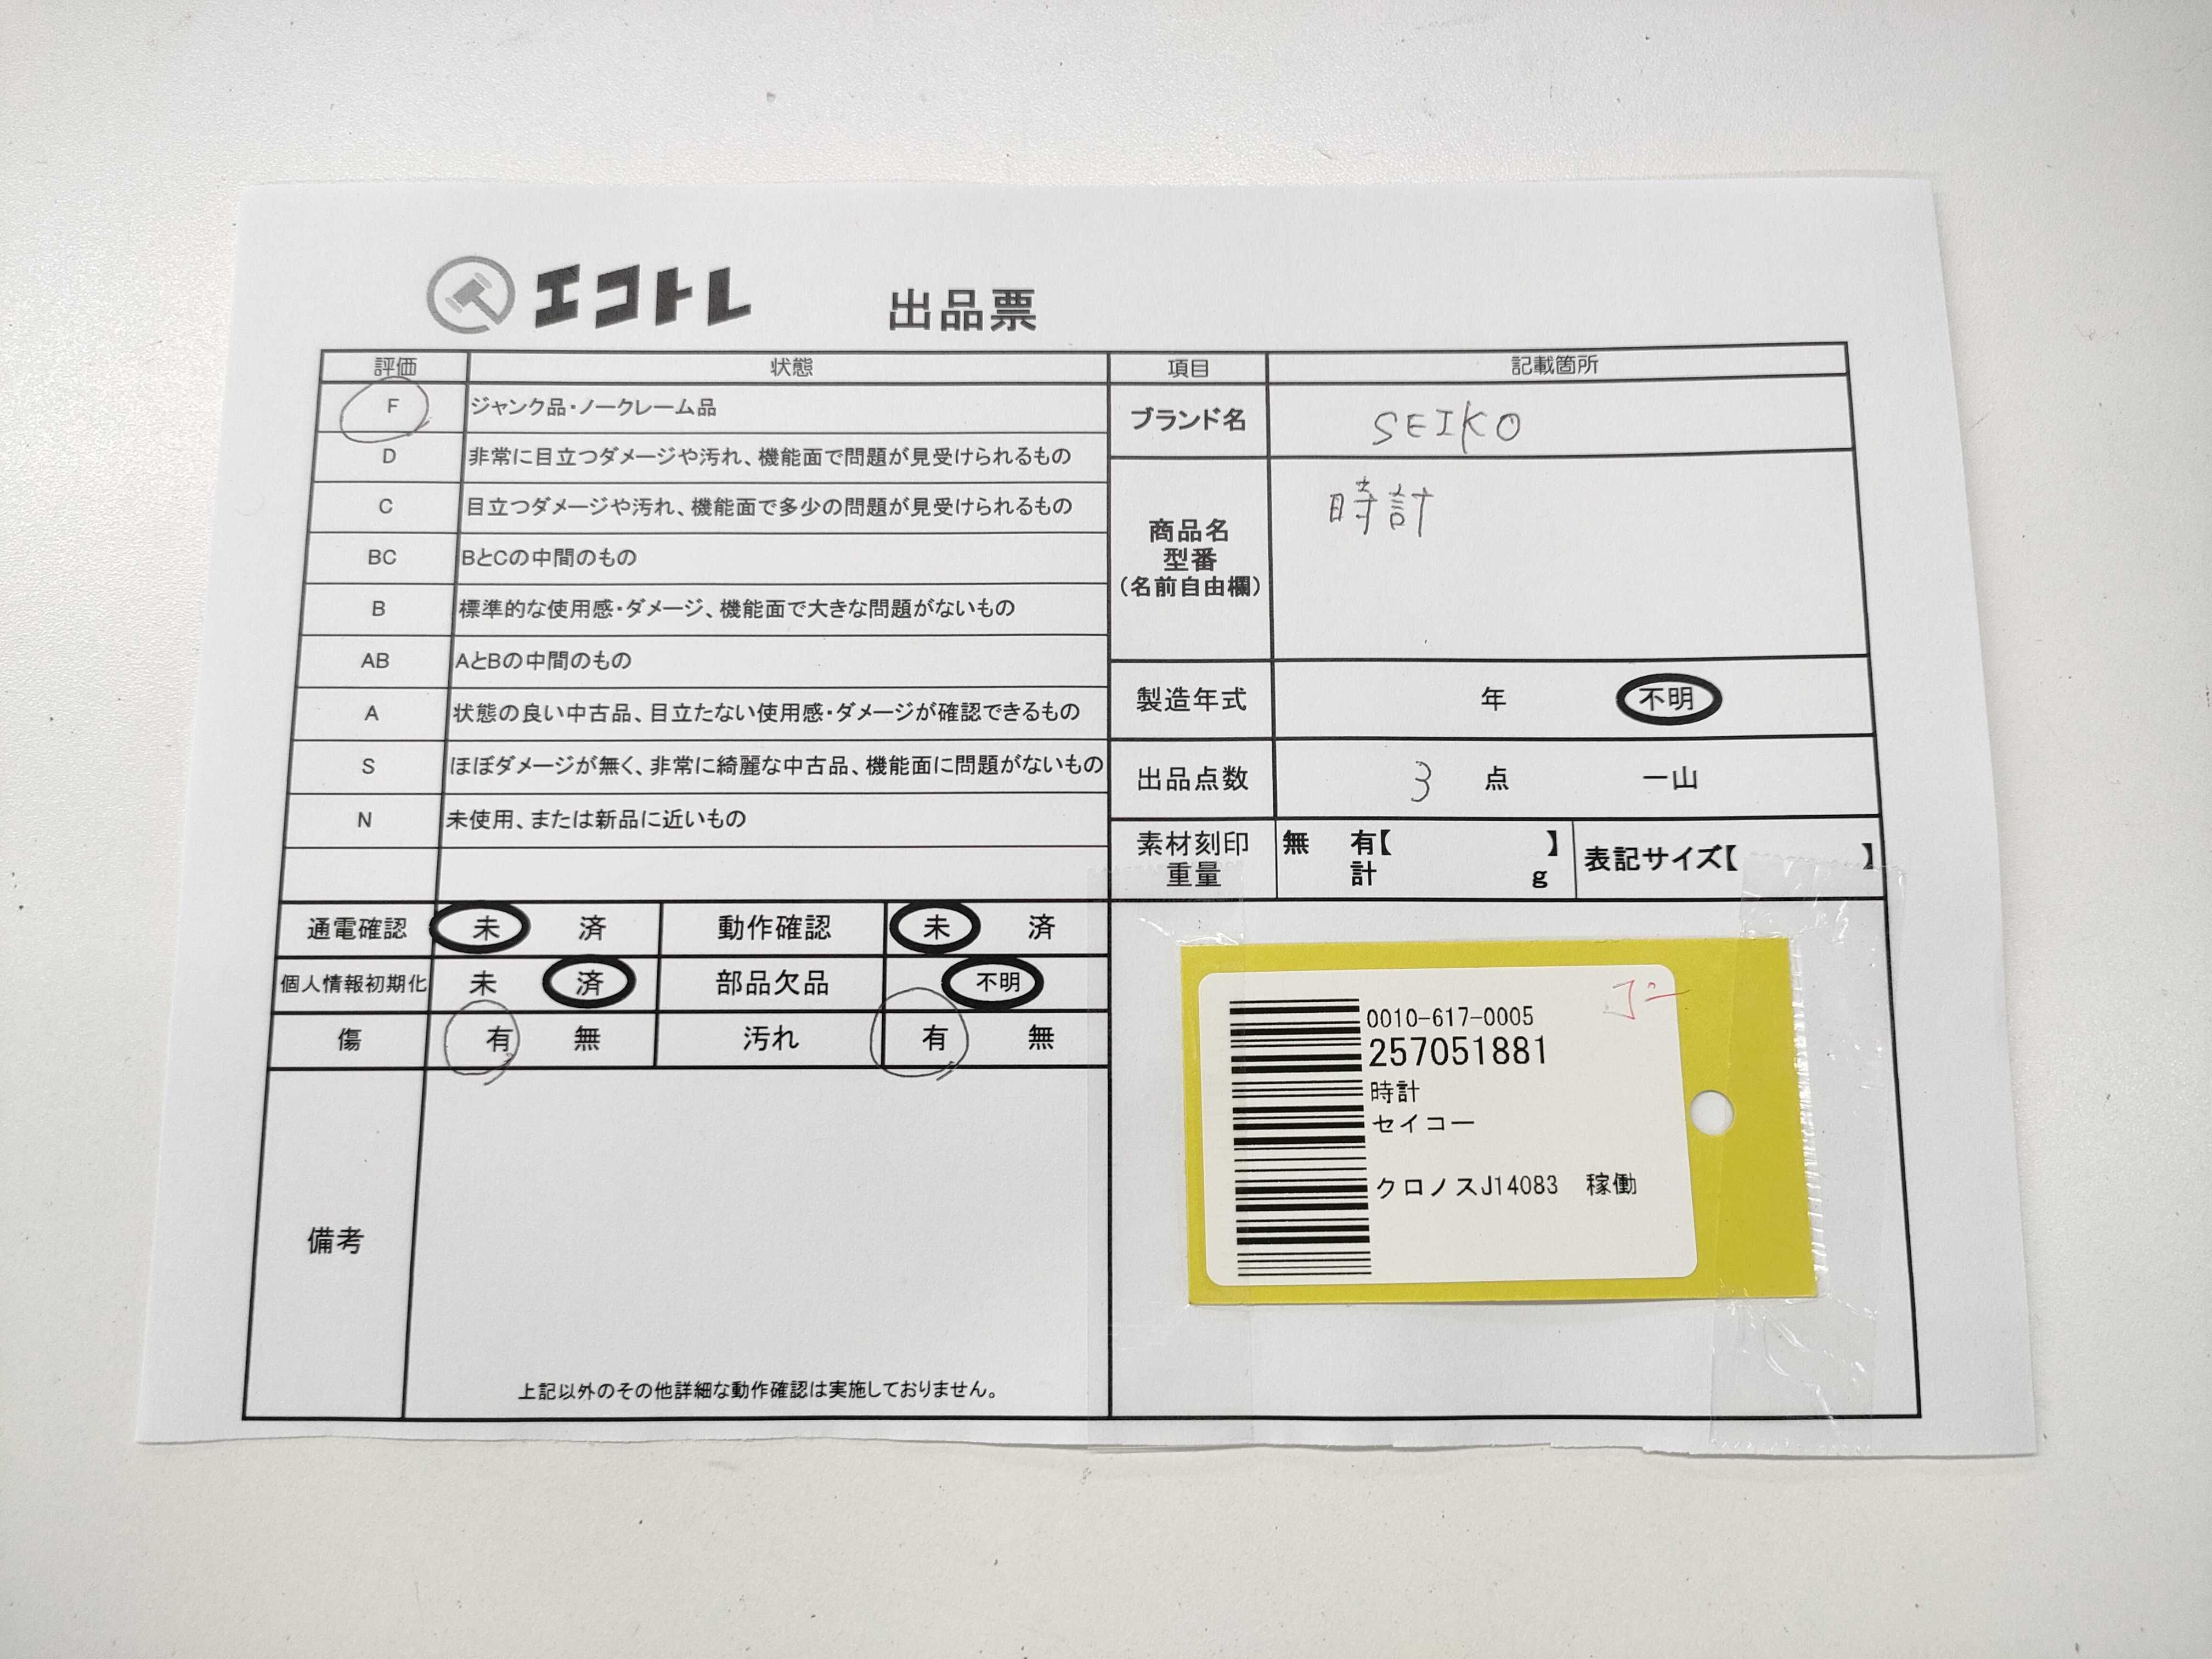 エコトレ 出品票
評価 状態
F ジャンク品・ノークレーム品
D 非常に目立つダメージや汚れ、機能面で問題が見受けられるもの
C 目立つダメージや汚れ、機能面で多少の問題が見受けられるもの
BC BとCの中間のもの
B 標準的な使用感・ダメージ、機能面で大きな問題がないもの
AB AとBの中間のもの
A 状態の良い中古品、目立たない使用感・ダメージが確認できるもの
S ほぼダメージが無く、非常に綺麗な中古品、機能面に問題がないもの
N 未使用、または新品に近いもの
項目 記載箇所
ブランド名 SEIKO
商品名
型番
(名前自由欄)
時計
製造年式 年 不明
出品点数 3 点 一山
素材刻印 無 有【 】
重量 計 g
表記サイズ【 】
通電確認 未 済 動作確認 未 済
個人情報初期化 未 済 部品欠品 不明
傷 有 無 汚れ 有 無
備考
上記以外のその他詳細な動作確認は実施しておりません。
0010-617-0005
257051881
時計
セイコー
クロノスJ14083 稼働